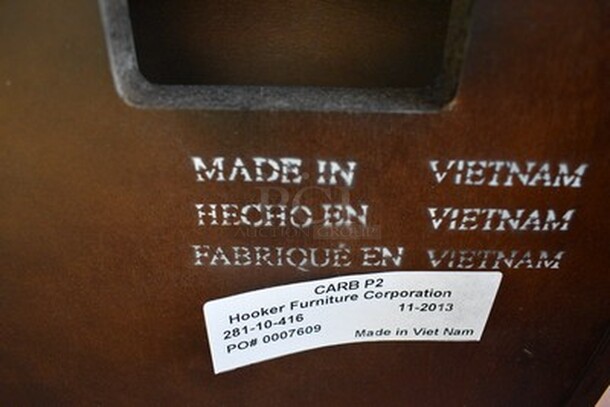 MADE IN VIETNAM
HECHO EN VIETNAM
FABRIQUÉ EN VIETNAM
CARB P2
Hooker Furniture Corporation
281-10-416 11-2013
PO# 0007609 Made in Viet Nam